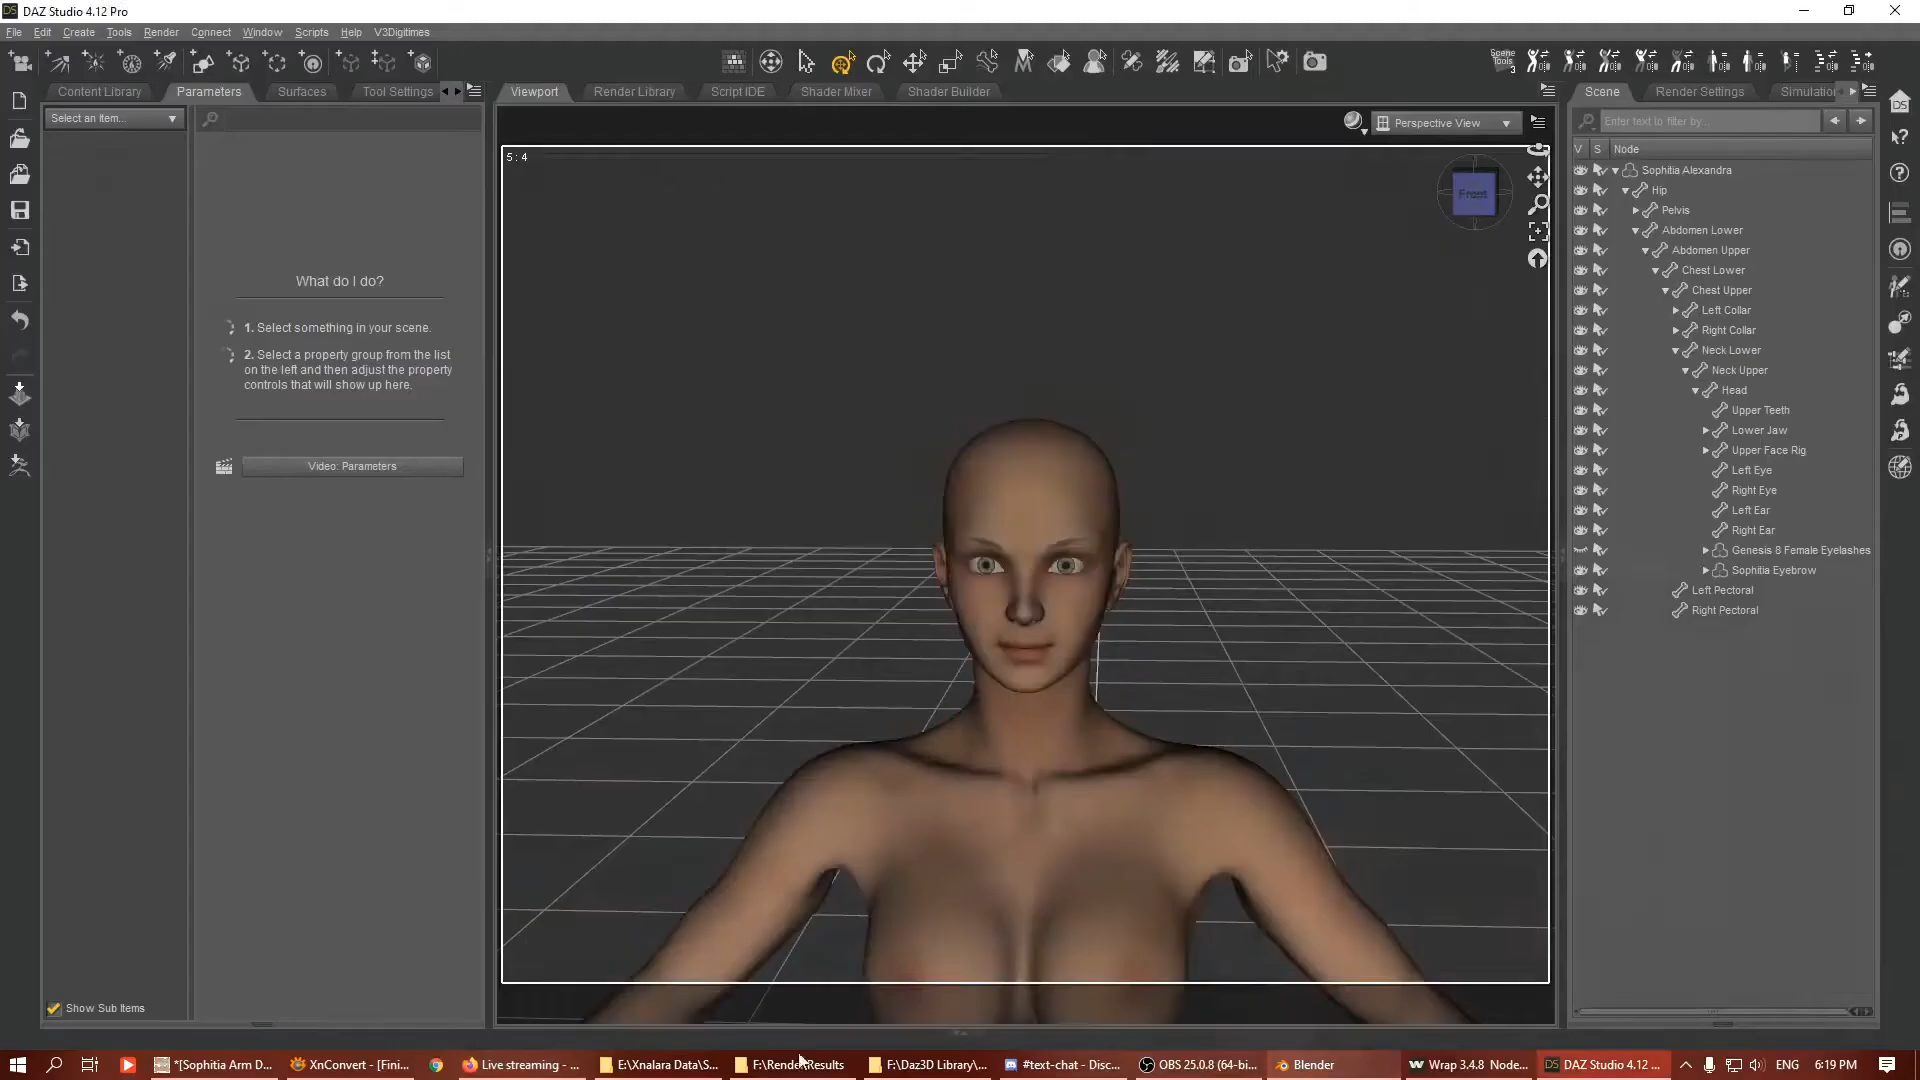 DAZ Studio 4.12 Pro
File Edit Create Tools Render Connect Window Scripts Help V3Digitimes
Scene
Tools
3
Content Library Parameters Surfaces Tool Settings
Viewport Render Library Script IDE Shader Mixer Shader Builder
Scene Render Settings Simulation
Select an Item...
Perspective View
Enter text to filter by...
5 : 4
V S Node
Front
Sophitia Alexandra
Hip
Pelvis
Abdomen Lower
Abdomen Upper
Chest Lower
Chest Upper
Left Collar
Right Collar
Neck Lower
Neck Upper
Head
Upper Teeth
Lower Jaw
Upper Face Rig
Left Eye
Right Eye
Left Ear
Right Ear
Genesis 8 Female Eyelashes
Sophitia Eyebrow
Left Pectoral
Right Pectoral
What do I do?
1. Select something in your scene.
2. Select a property group from the list
on the left and then adjust the property
controls that will show up here.
Video: Parameters
Show Sub Items
*[Sophitia Arm D... XnConvert - [Fini... Live streaming - ... E:\Xnalara Data\S... F:\RenderResults F:\Daz3D Library\... #text-chat - Disc... OBS 25.0.8 (64-bi... Blender Wrap 3.4.8 Node... DAZ Studio 4.12 ... ENG 6:19 PM